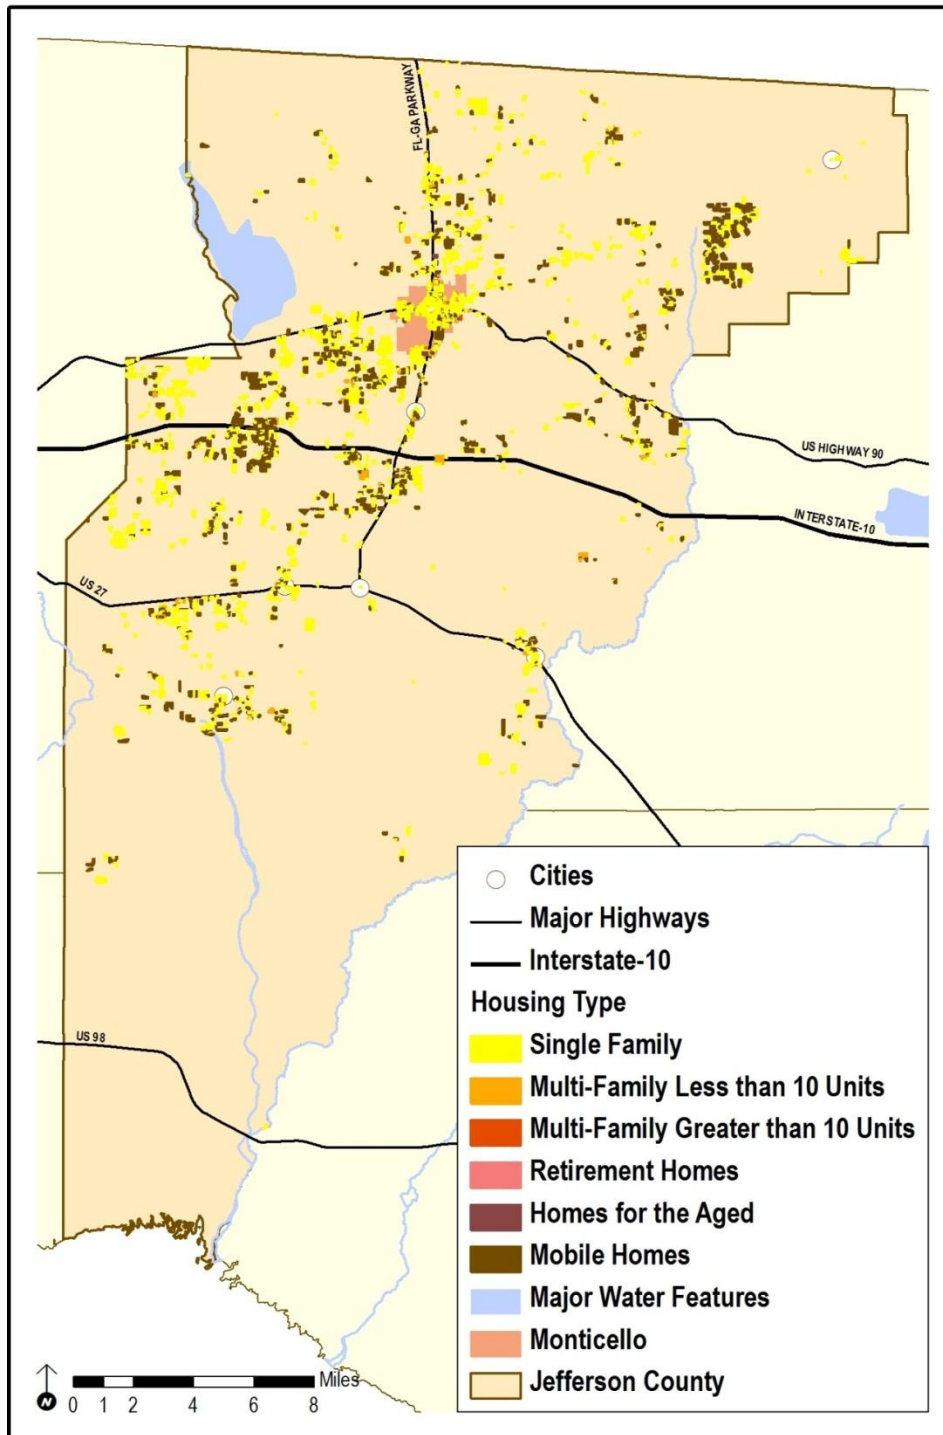 FL-GA PARKWAY
US HIGHWAY 90
INTERSTATE-10
US 27
US 98
Cities
Major Highways
Interstate-10
Housing Type
Single Family
Multi-Family Less than 10 Units
Multi-Family Greater than 10 Units
Retirement Homes
Homes for the Aged
Mobile Homes
Major Water Features
Monticello
Jefferson County
N
Miles
0 1 2 4 6 8